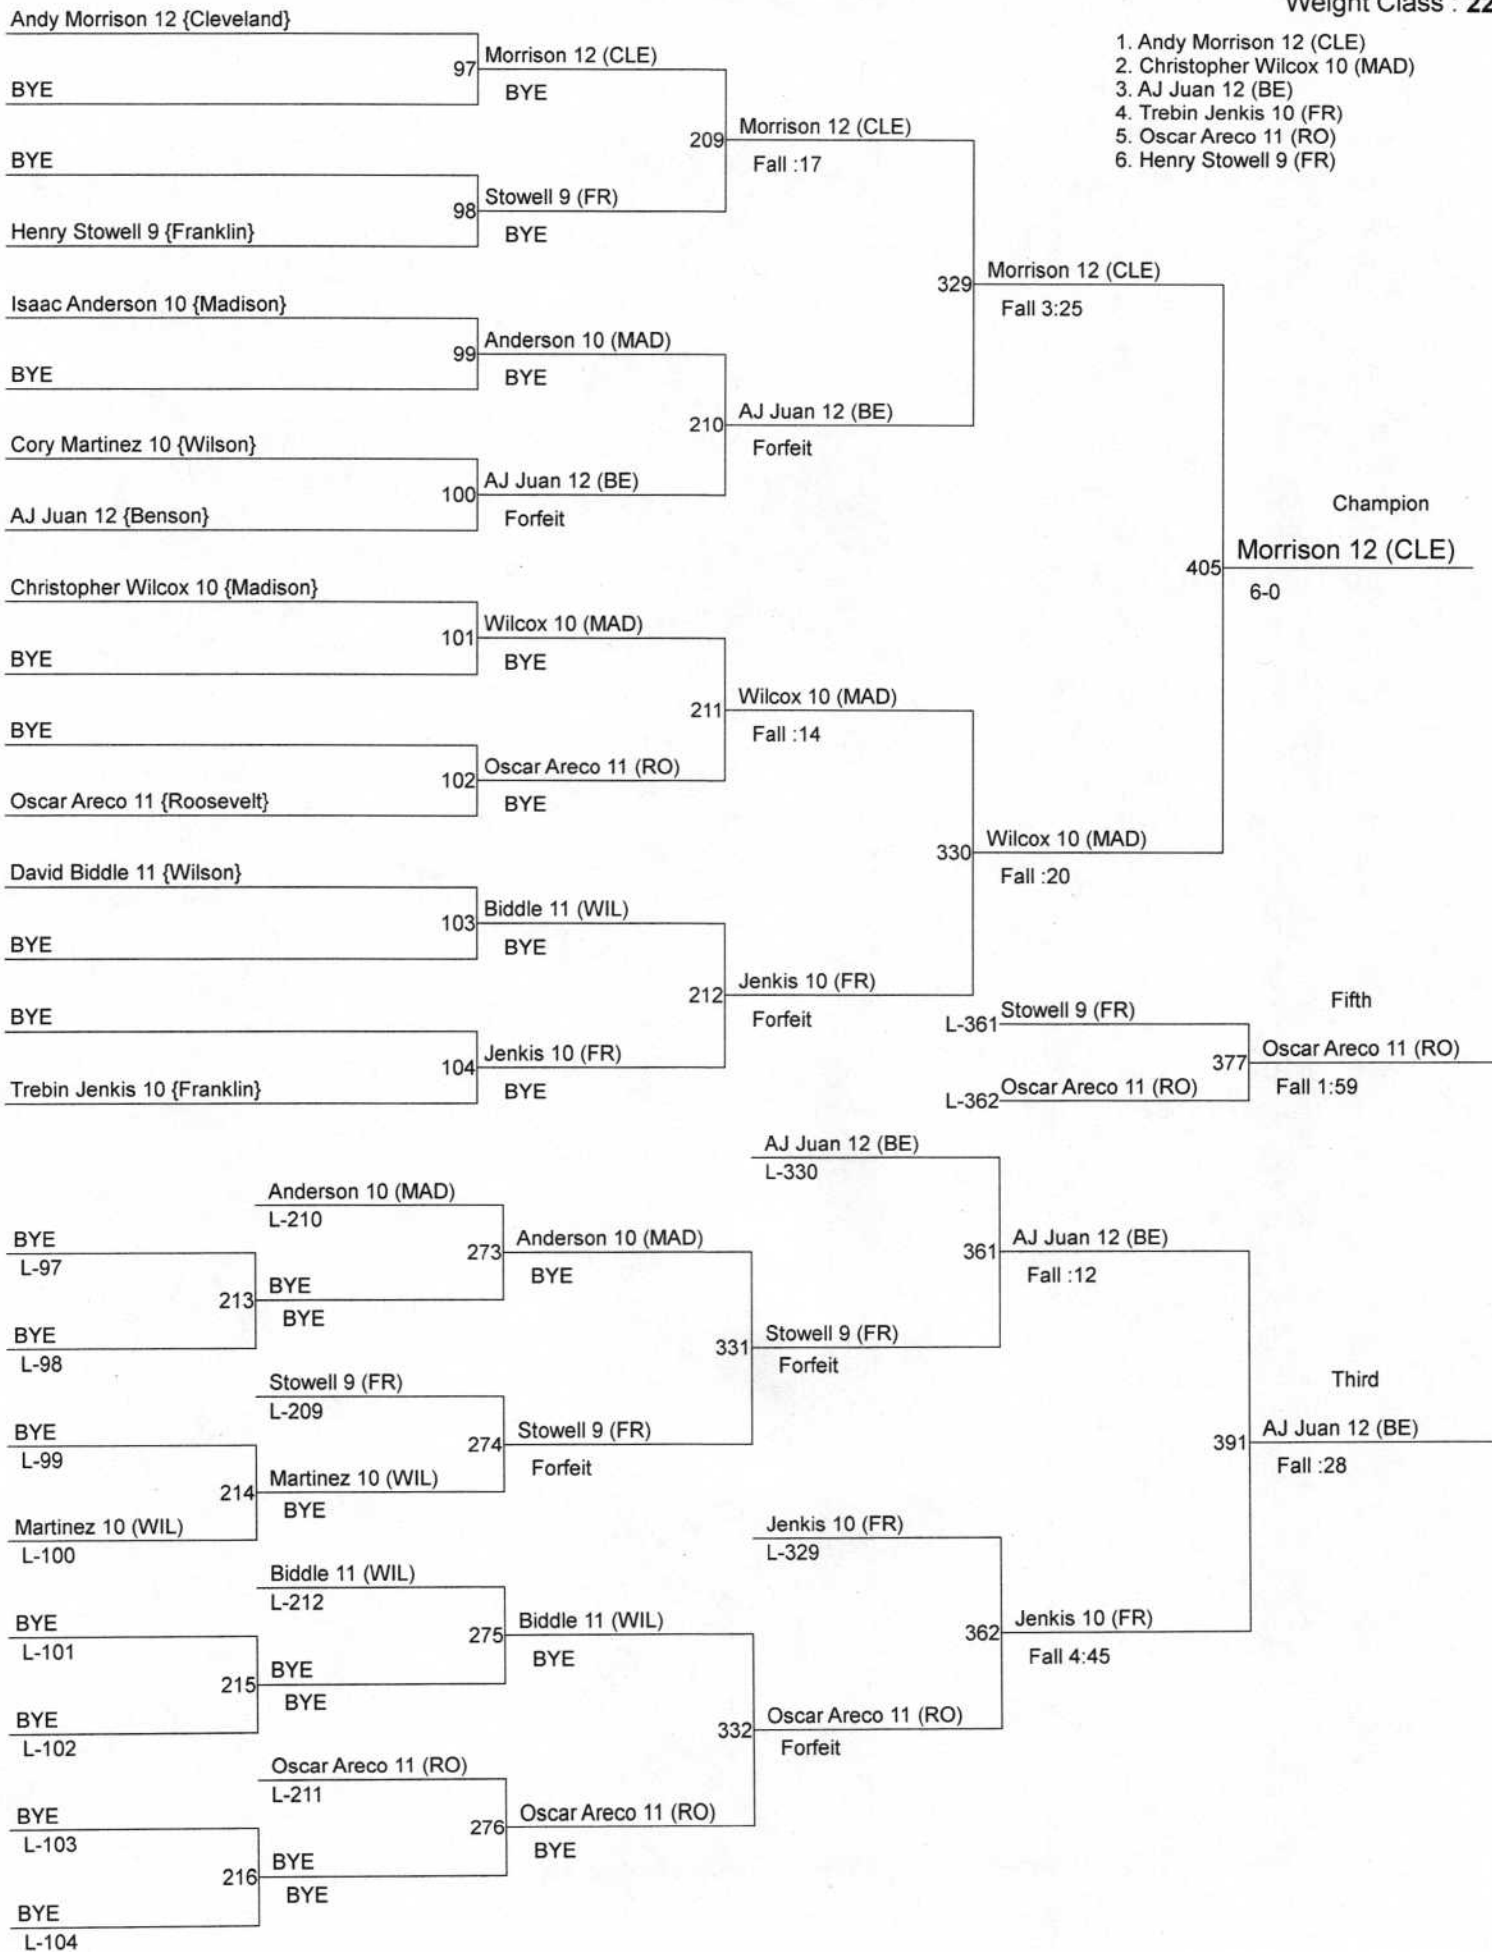 Weight Class : 22
1. Andy Morrison 12 (CLE)
2. Christopher Wilcox 10 (MAD)
3. AJ Juan 12 (BE)
4. Trebin Jenkis 10 (FR)
5. Oscar Areco 11 (RO)
6. Henry Stowell 9 (FR)
Andy Morrison 12 {Cleveland}
97
Morrison 12 (CLE)
BYE
BYE
209
Morrison 12 (CLE)
Fall :17
BYE
98
Stowell 9 (FR)
BYE
Henry Stowell 9 {Franklin}
329
Morrison 12 (CLE)
Fall 3:25
Isaac Anderson 10 {Madison}
99
Anderson 10 (MAD)
BYE
BYE
210
AJ Juan 12 (BE)
Forfeit
Cory Martinez 10 {Wilson}
100
AJ Juan 12 (BE)
Forfeit
AJ Juan 12 {Benson}
Champion
405
Morrison 12 (CLE)
6-0
Christopher Wilcox 10 {Madison}
101
Wilcox 10 (MAD)
BYE
BYE
211
Wilcox 10 (MAD)
Fall :14
BYE
102
Oscar Areco 11 (RO)
BYE
Oscar Areco 11 {Roosevelt}
330
Wilcox 10 (MAD)
Fall :20
David Biddle 11 {Wilson}
103
Biddle 11 (WIL)
BYE
BYE
212
Jenkis 10 (FR)
Forfeit
BYE
104
Jenkis 10 (FR)
BYE
Trebin Jenkis 10 {Franklin}
Fifth
L-361
Stowell 9 (FR)
377
Oscar Areco 11 (RO)
Fall 1:59
L-362
Oscar Areco 11 (RO)
AJ Juan 12 (BE)
L-330
Anderson 10 (MAD)
L-210
273
Anderson 10 (MAD)
BYE
361
AJ Juan 12 (BE)
Fall :12
BYE
L-97
213
BYE
BYE
BYE
L-98
331
Stowell 9 (FR)
Forfeit
Stowell 9 (FR)
L-209
274
Stowell 9 (FR)
Forfeit
Third
391
AJ Juan 12 (BE)
Fall :28
BYE
L-99
214
Martinez 10 (WIL)
BYE
Martinez 10 (WIL)
L-100
Jenkis 10 (FR)
L-329
Biddle 11 (WIL)
L-212
275
Biddle 11 (WIL)
BYE
362
Jenkis 10 (FR)
Fall 4:45
BYE
L-101
215
BYE
BYE
BYE
L-102
332
Oscar Areco 11 (RO)
Forfeit
Oscar Areco 11 (RO)
L-211
276
Oscar Areco 11 (RO)
BYE
BYE
L-103
216
BYE
BYE
BYE
L-104